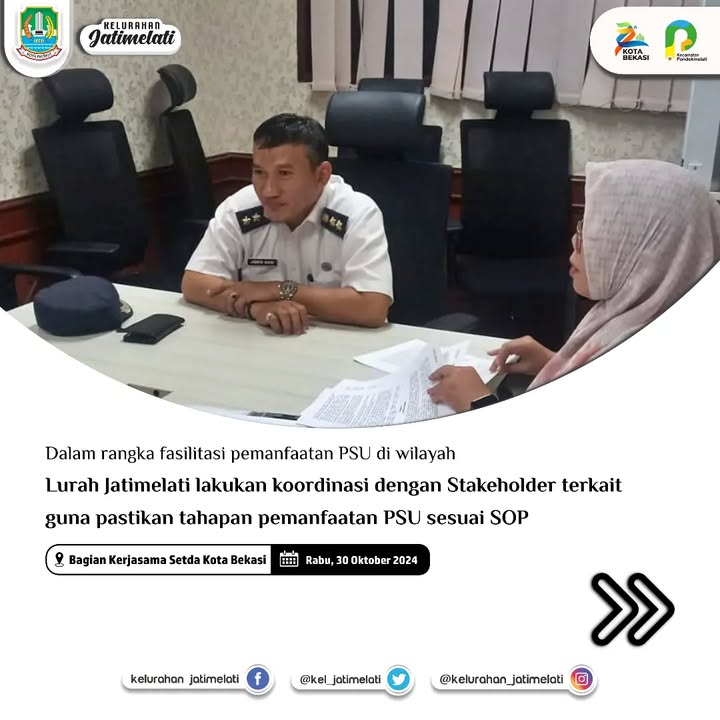 KELURAHAN
Jatimelati
KOTA
BEKASI
Kecamatan
Pondokmelati
Dalam rangka fasilitasi pemanfaatan PSU di wilayah
Lurah Jatimelati lakukan koordinasi dengan Stakeholder terkait
guna pastikan tahapan pemanfaatan PSU sesuai SOP
Bagian Kerjasama Setda Kota Bekasi
Rabu, 30 Oktober 2024
kelurahan jatimelati
@kel_jatimelati
@kelurahan_jatimelati